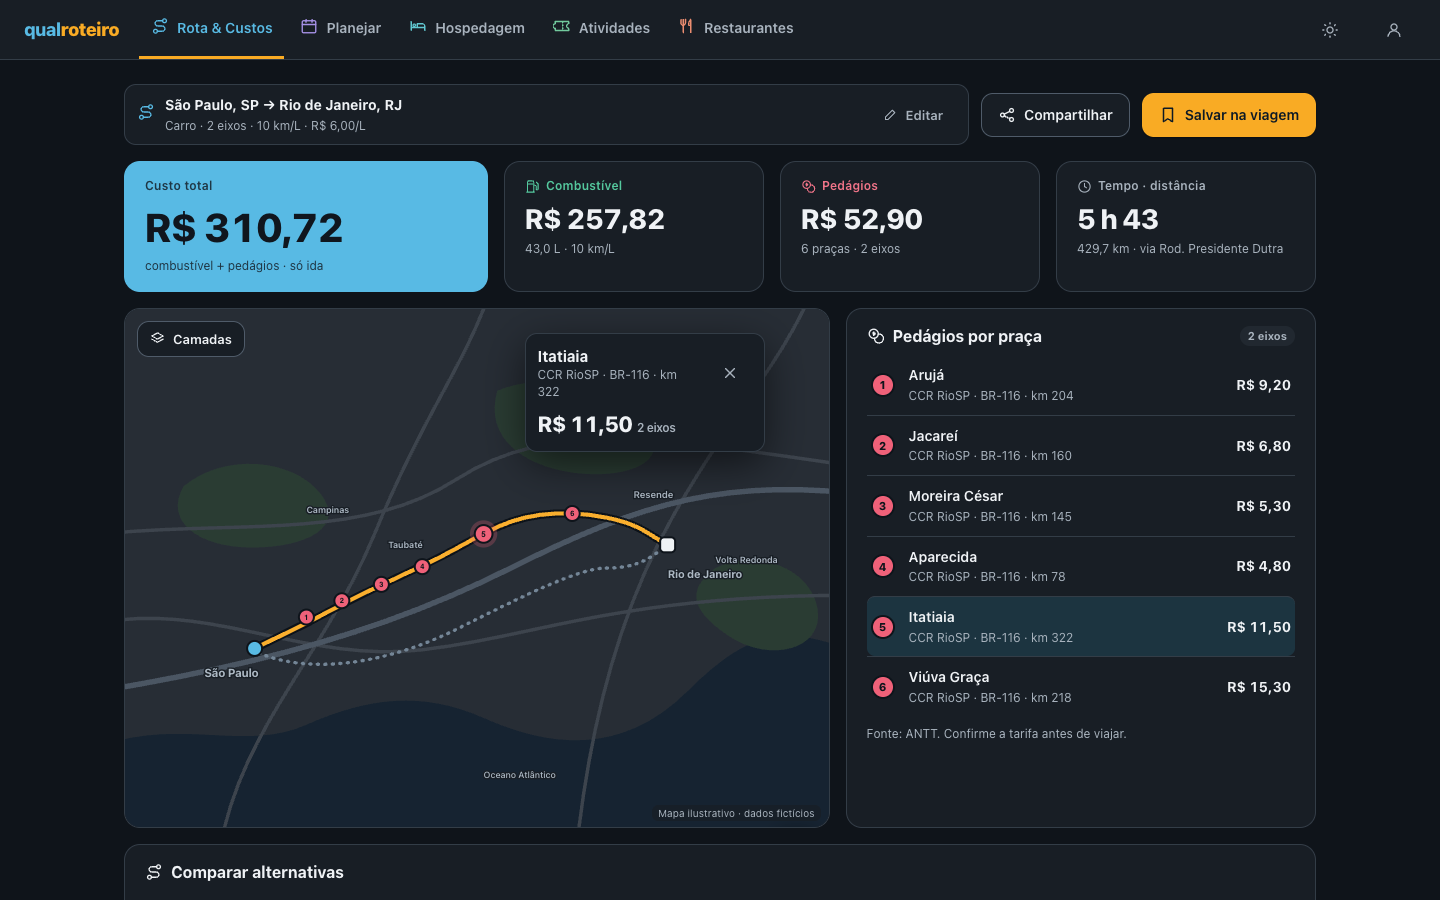 qualroteiro
Rota & Custos
Planejar
Hospedagem
Atividades
Restaurantes
São Paulo, SP → Rio de Janeiro, RJ
Carro · 2 eixos · 10 km/L · R$ 6,00/L
Editar
Compartilhar
Salvar na viagem
Custo total
R$ 310,72
combustível + pedágios · só ida
Combustível
R$ 257,82
43,0 L · 10 km/L
Pedágios
R$ 52,90
6 praças · 2 eixos
Tempo · distância
5 h 43
429,7 km · via Rod. Presidente Dutra
Camadas
Itatiaia
CCR RioSP · BR-116 · km
322
R$ 11,50 2 eixos
Resende
Campinas
6
5
Taubaté
Volta Redonda
4
Rio de Janeiro
3
2
1
São Paulo
Oceano Atlântico
Mapa ilustrativo · dados fictícios
Pedágios por praça
2 eixos
1
Arujá
CCR RioSP · BR-116 · km 204
R$ 9,20
2
Jacareí
CCR RioSP · BR-116 · km 160
R$ 6,80
3
Moreira César
CCR RioSP · BR-116 · km 145
R$ 5,30
4
Aparecida
CCR RioSP · BR-116 · km 78
R$ 4,80
5
Itatiaia
CCR RioSP · BR-116 · km 322
R$ 11,50
6
Viúva Graça
CCR RioSP · BR-116 · km 218
R$ 15,30
Fonte: ANTT. Confirme a tarifa antes de viajar.
Comparar alternativas